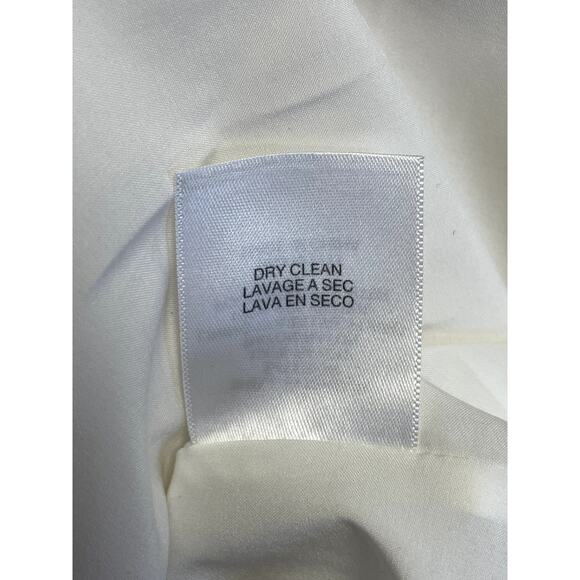 DRY CLEAN
LAVAGE A SEC
LAVA EN SECO